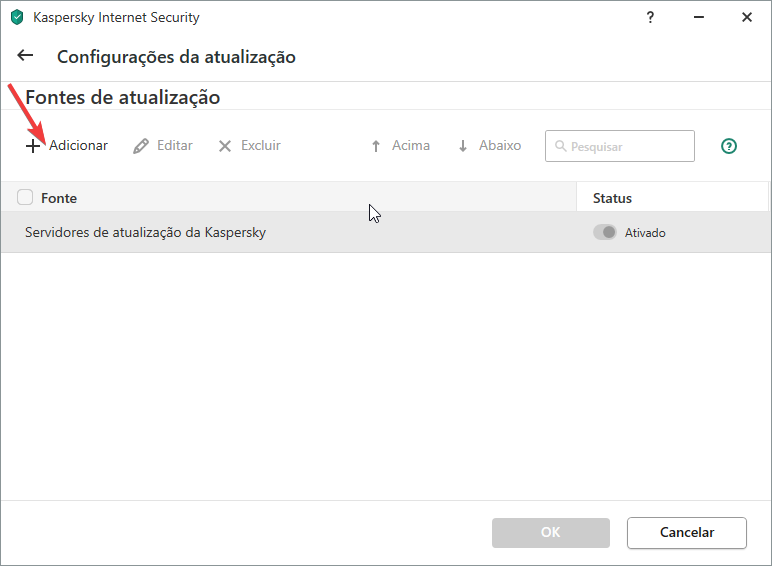 Kaspersky Internet Security
?
Configurações da atualização
Fontes de atualização
Adicionar Editar Excluir Acima Abaixo Pesquisar ?
Fonte Status
Servidores de atualização da Kaspersky Ativado
OK Cancelar